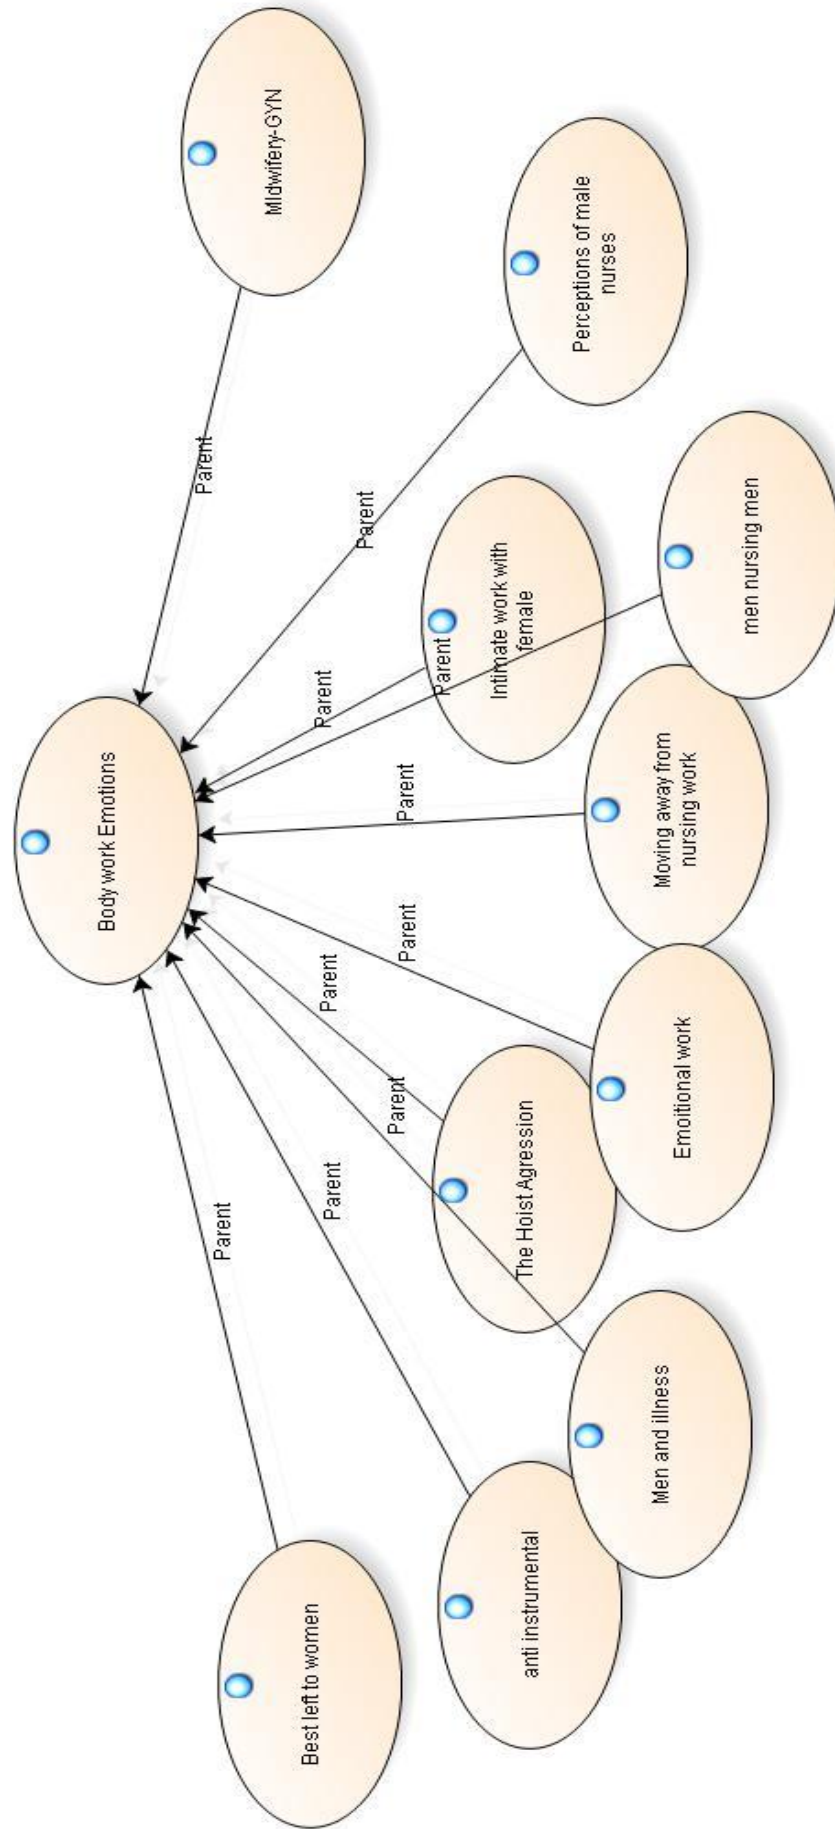 Body work Emotions
Parent
Parent
MIdwifery-GYN
Best left to women
Parent
Parent
Parent
Parent
Parent
Parent
Parent
Parent
Intimate work with
female
The Hoist Agression
anti instrumental
Perceptions of male
nurses
Men and illness
Emoitional work
Moving away from
nursing work
men nursing men